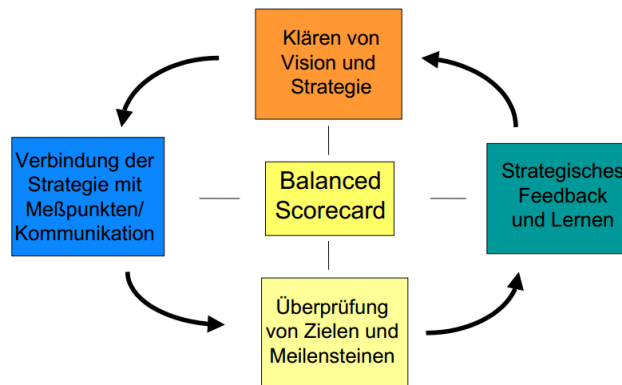 Klären von
Vision und
Strategie
Verbindung der
Strategie mit
Meßpunkten/
Kommunikation
Balanced
Scorecard
Strategisches
Feedback
und Lernen
Überprüfung
von Zielen und
Meilensteinen